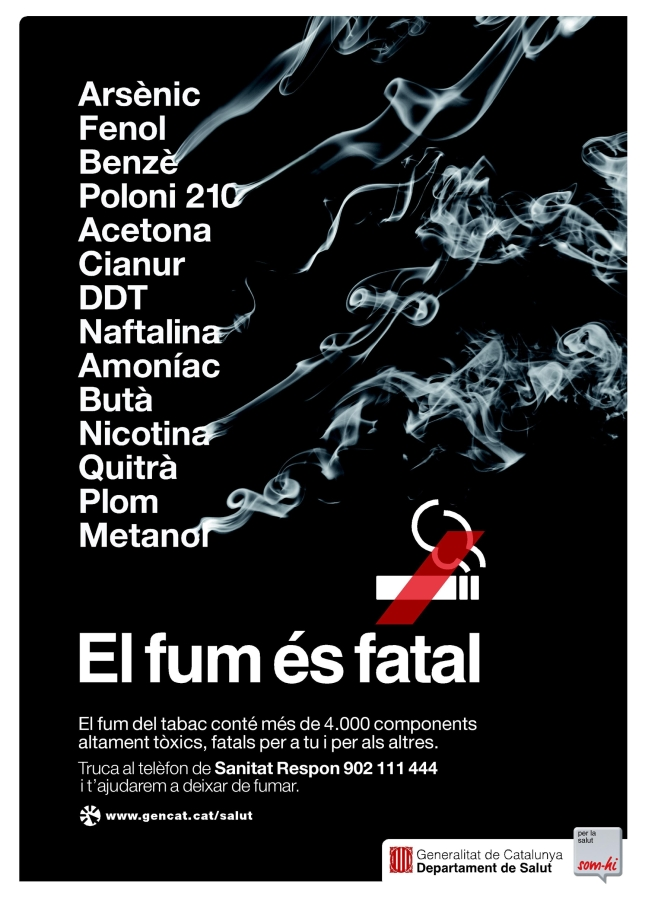 Arsènic
Fenol
Benzè
Poloni 210
Acetona
Cianur
DDT
Naftalina
Amoníac
Butà
Nicotina
Quitrà
Plom
Metanol
El fum és fatal
El fum del tabac conté més de 4.000 components
altament tòxics, fatals per a tu i per als altres.
Truca al telèfon de Sanitat Respon 902 111 444
i t’ajudarem a deixar de fumar.
www.gencat.cat/salut
Generalitat de Catalunya
Departament de Salut
per la
salut
som-hi